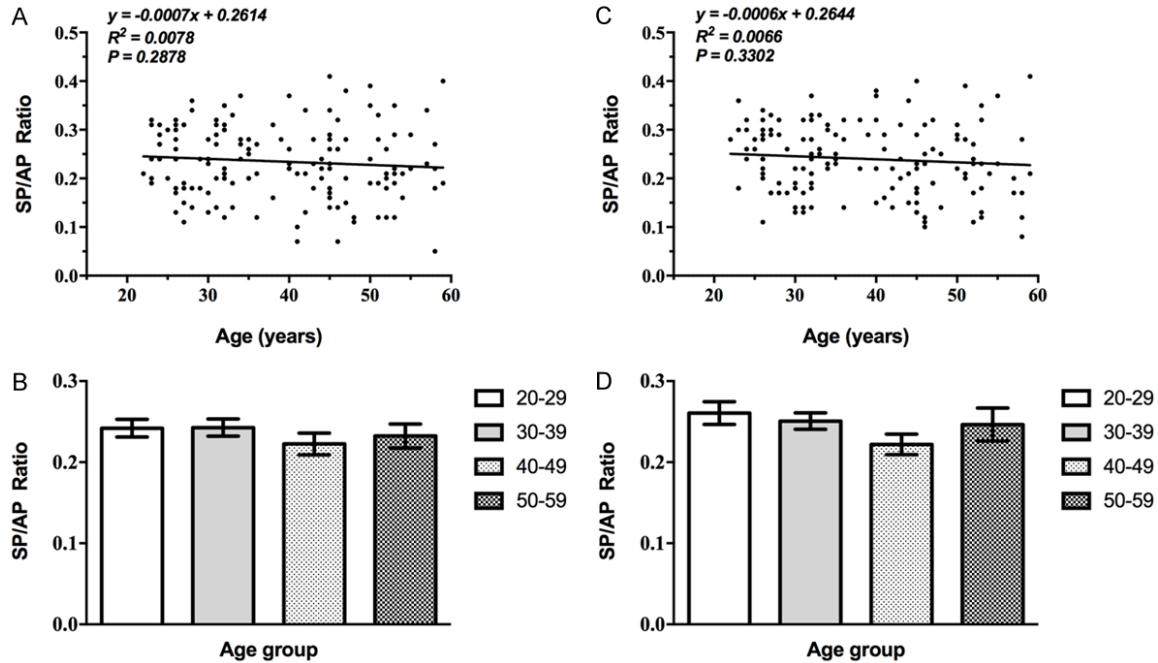 A
y = -0.0007x + 0.2614
R² = 0.0078
P = 0.2878
0.5
0.4
0.3
0.2
0.1
0.0
SP/AP Ratio
20 30 40 50 60
Age (years)
C
y = -0.0006x + 0.2644
R² = 0.0066
P = 0.3302
0.5
0.4
0.3
0.2
0.1
0.0
SP/AP Ratio
20 30 40 50 60
Age (years)
B
0.3
0.2
0.1
0.0
SP/AP Ratio
Age group
20-29
30-39
40-49
50-59
D
0.3
0.2
0.1
0.0
SP/AP Ratio
Age group
20-29
30-39
40-49
50-59